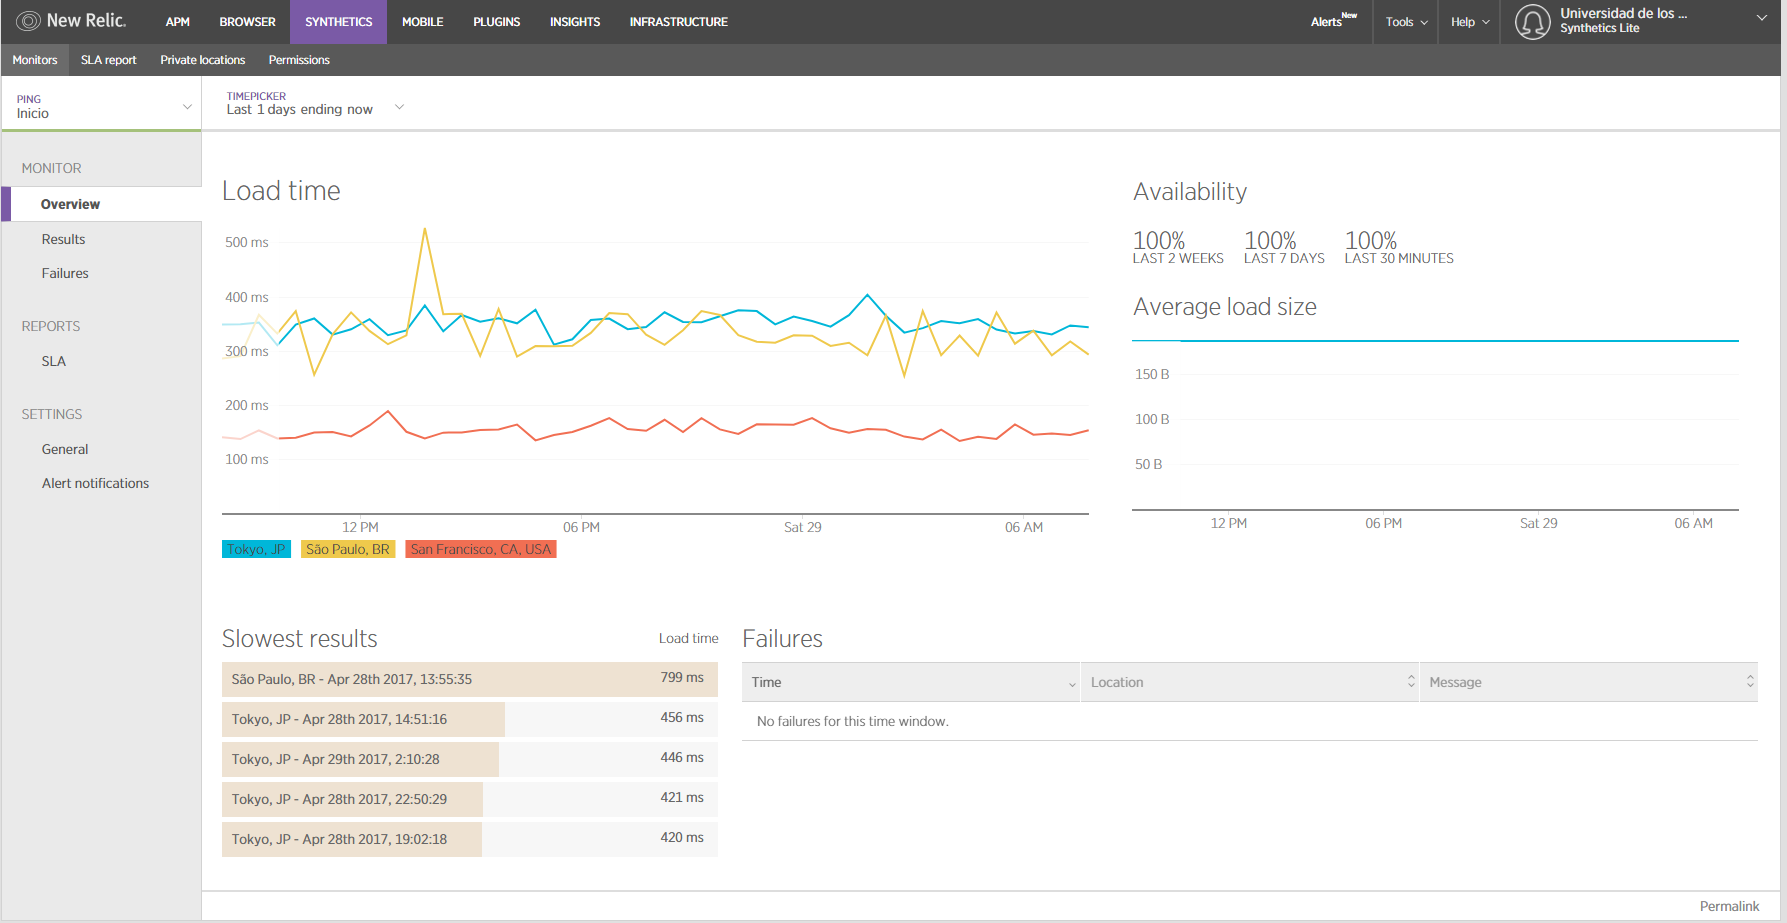 New Relic.
APM BROWSER SYNTHETICS MOBILE PLUGINS INSIGHTS INFRASTRUCTURE
Alerts New Tools Help
Universidad de los ...
Synthetics Lite
Monitors SLA report Private locations Permissions
PING
Inicio
TIMEPICKER
Last 1 days ending now
MONITOR
Overview
Results
Failures
REPORTS
SLA
SETTINGS
General
Alert notifications
Load time
500 ms
400 ms
300 ms
200 ms
100 ms
12 PM 06 PM Sat 29 06 AM
Tokyo, JP São Paulo, BR San Francisco, CA, USA
Availability
100% 100% 100%
LAST 2 WEEKS LAST 7 DAYS LAST 30 MINUTES
Average load size
150 B
100 B
50 B
12 PM 06 PM Sat 29 06 AM
Slowest results Load time
São Paulo, BR - Apr 28th 2017, 13:55:35 799 ms
Tokyo, JP - Apr 28th 2017, 14:51:16 456 ms
Tokyo, JP - Apr 29th 2017, 2:10:28 446 ms
Tokyo, JP - Apr 28th 2017, 22:50:29 421 ms
Tokyo, JP - Apr 28th 2017, 19:02:18 420 ms
Failures
Time Location Message
No failures for this time window.
Permalink